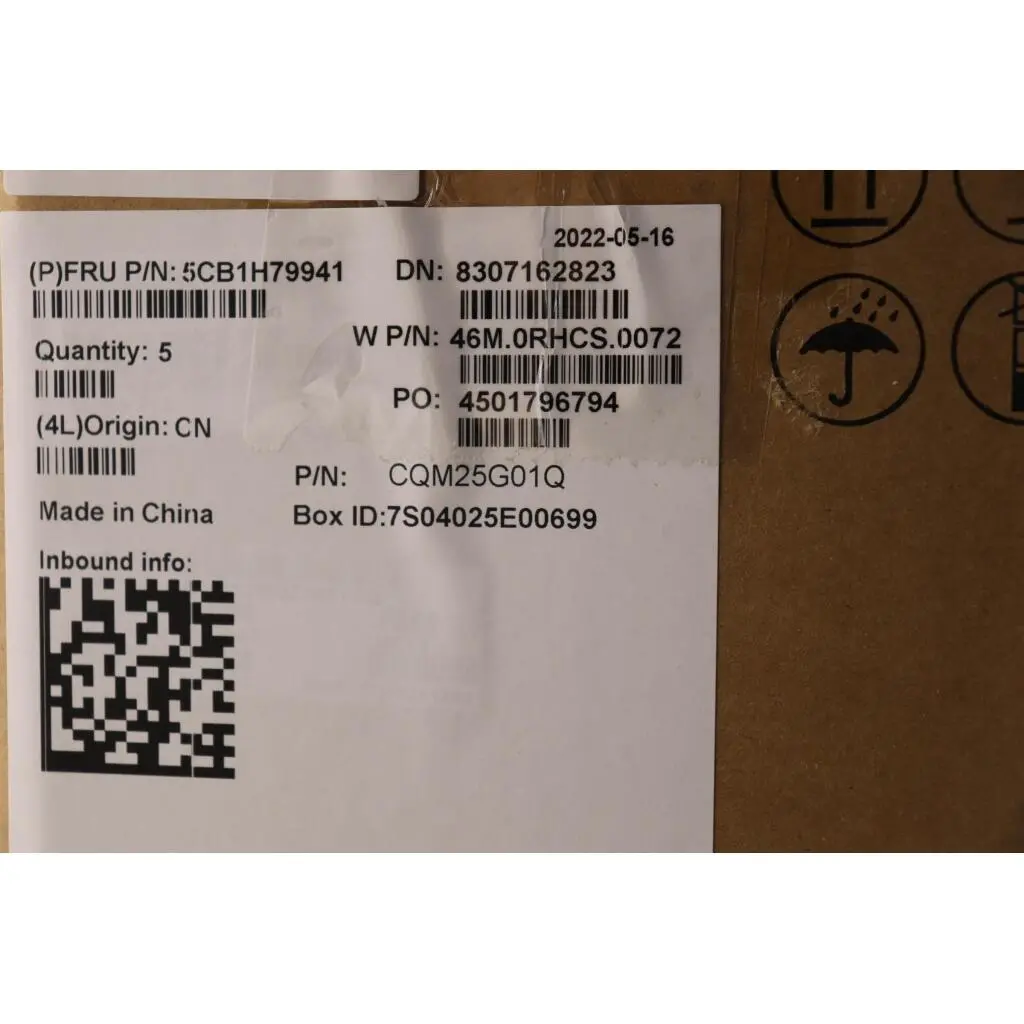 2022-05-16
(P)FRU P/N: 5CB1H79941 DN: 8307162823
W P/N: 46M.0RHCS.0072
Quantity: 5
PO: 4501796794
(4L)Origin: CN
P/N: CQM25G01Q
Made in China Box ID:7S04025E00699
Inbound info: